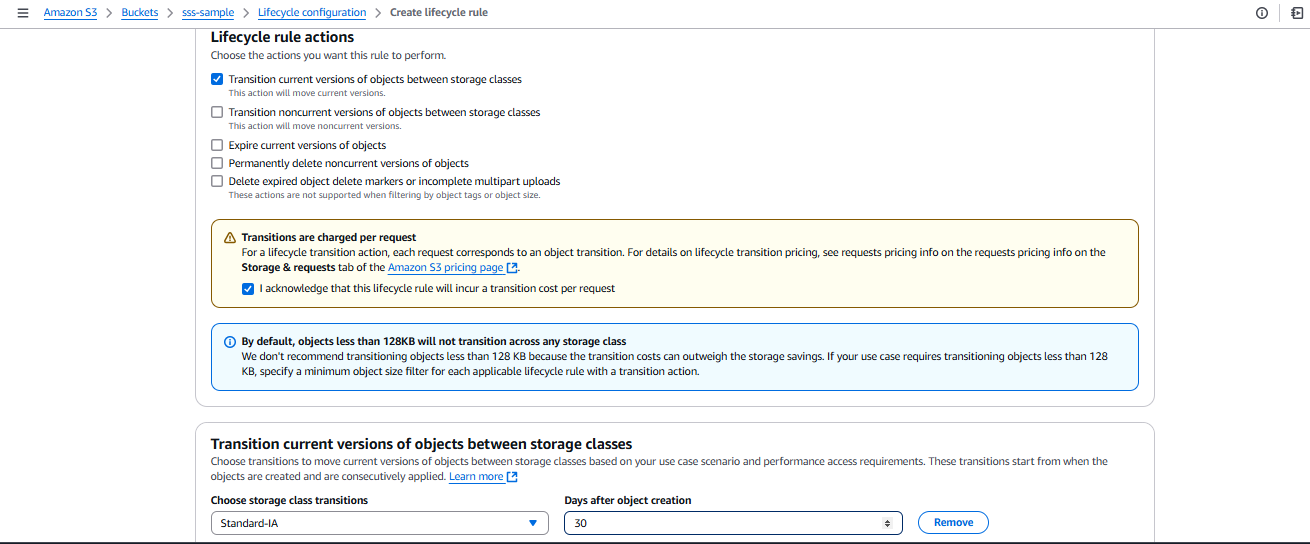 Amazon S3 > Buckets > sss-sample > Lifecycle configuration > Create lifecycle rule
Lifecycle rule actions
Choose the actions you want this rule to perform.
Transition current versions of objects between storage classes
This action will move current versions.
Transition noncurrent versions of objects between storage classes
This action will move noncurrent versions.
Expire current versions of objects
Permanently delete noncurrent versions of objects
Delete expired object delete markers or incomplete multipart uploads
These actions are not supported when filtering by object tags or object size.
Transitions are charged per request
For a lifecycle transition action, each request corresponds to an object transition. For details on lifecycle transition pricing, see requests pricing info on the requests pricing info on the
Storage & requests tab of the Amazon S3 pricing page.
I acknowledge that this lifecycle rule will incur a transition cost per request
By default, objects less than 128KB will not transition across any storage class
We don't recommend transitioning objects less than 128 KB because the transition costs can outweigh the storage savings. If your use case requires transitioning objects less than 128
KB, specify a minimum object size filter for each applicable lifecycle rule with a transition action.
Transition current versions of objects between storage classes
Choose transitions to move current versions of objects between storage classes based on your use case scenario and performance access requirements. These transitions start from when the
objects are created and are consecutively applied. Learn more
Choose storage class transitions Days after object creation
Standard-IA 30 Remove